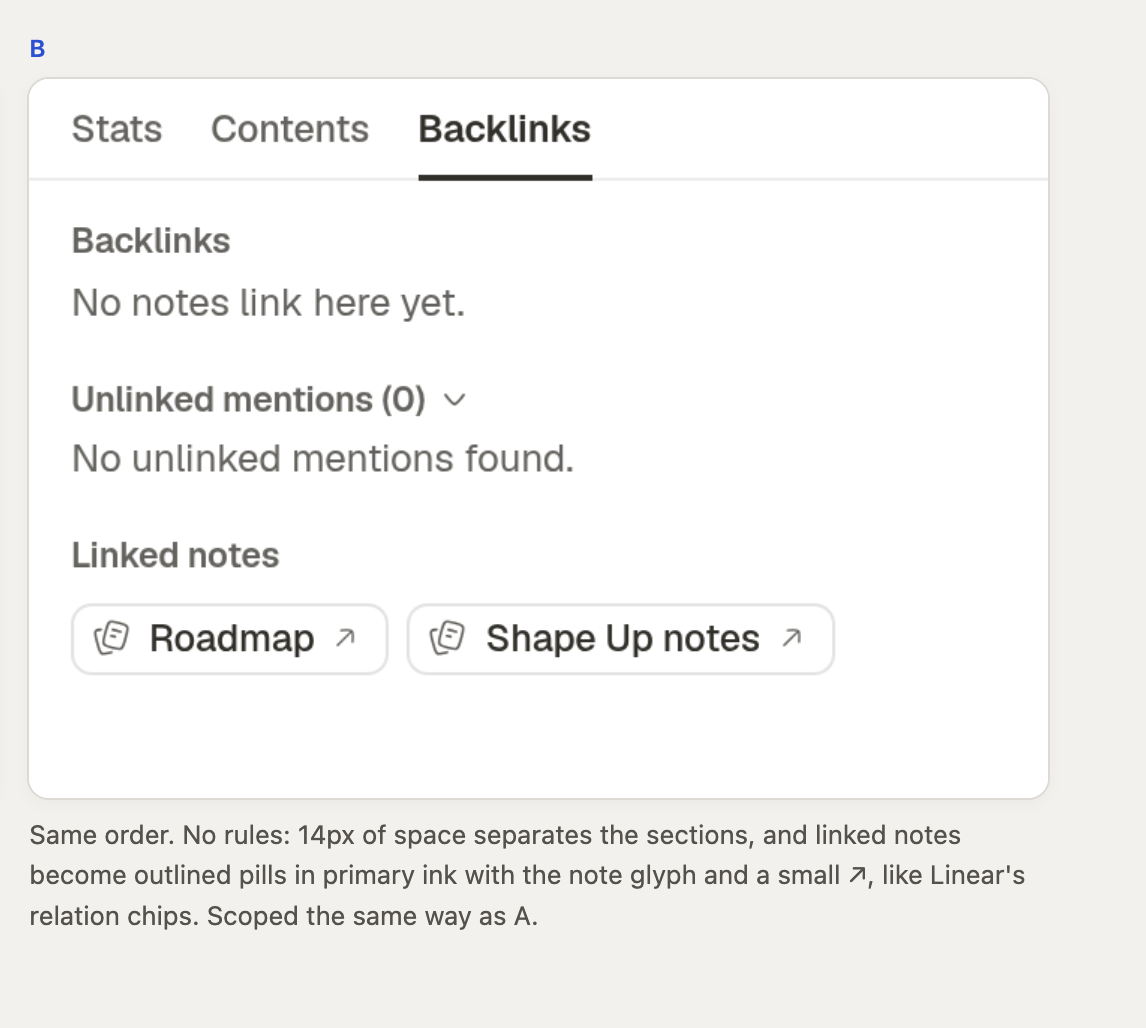 B
Stats Contents Backlinks
Backlinks
No notes link here yet.
Unlinked mentions (0)
No unlinked mentions found.
Linked notes
Roadmap ↗ Shape Up notes ↗
Same order. No rules: 14px of space separates the sections, and linked notes
become outlined pills in primary ink with the note glyph and a small ↗, like Linear's
relation chips. Scoped the same way as A.